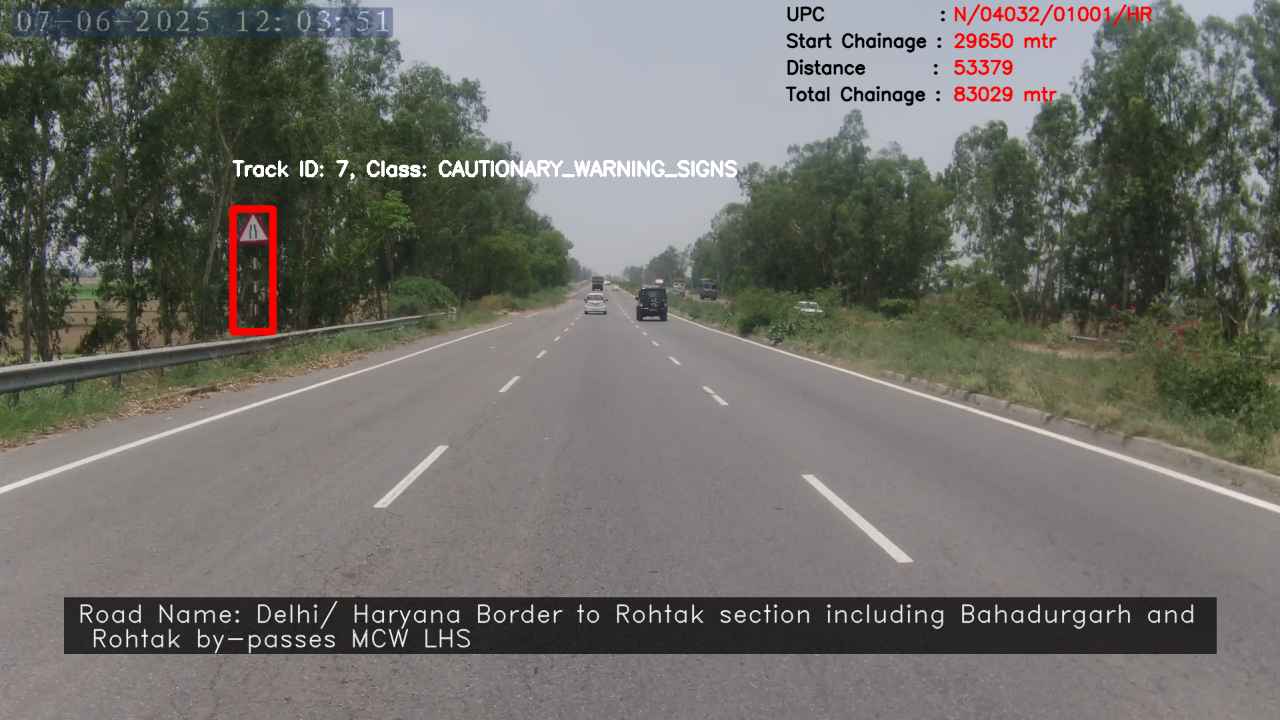 07-06-2025 12:03:51
UPC : N/04032/01001/HR
Start Chainage : 29650 mtr
Distance : 53379
Total Chainage : 83029 mtr
Track ID: 7, Class: CAUTIONARY_WARNING_SIGNS
Road Name: Delhi/ Haryana Border to Rohtak section including Bahadurgarh and
Rohtak by-passes MCW LHS